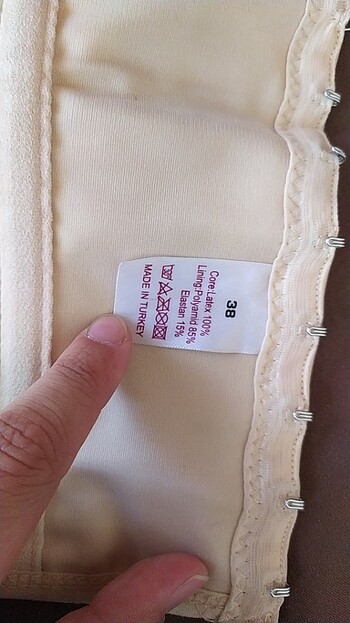 38
Core:Latex 100%
Lining:Polyamid 85%
Elastan 15%
MADE IN TURKEY